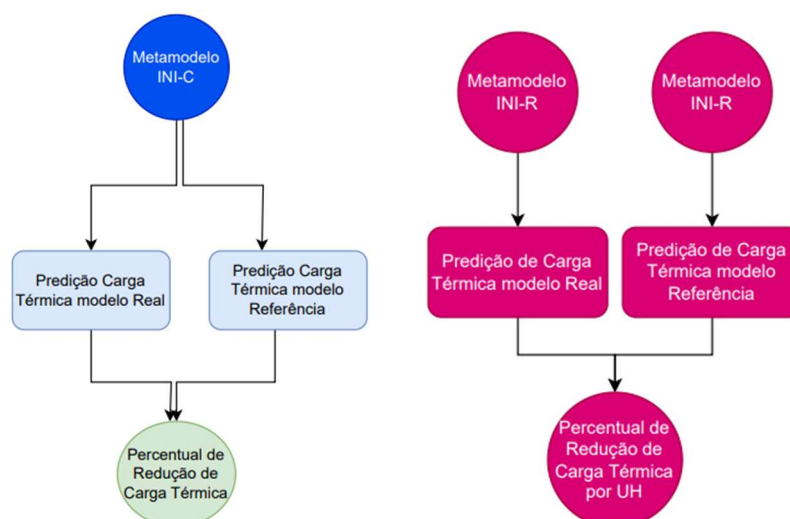 Metamodelo
INI-C
Predição Carga
Térmica modelo Real
Predição Carga
Térmica modelo
Referência
Percentual de
Redução de
Carga Térmica
Metamodelo
INI-R
Metamodelo
INI-R
Predição de Carga
Térmica modelo Real
Predição de Carga
Térmica modelo
Referência
Percentual de
Redução de
Carga Térmica
por UH